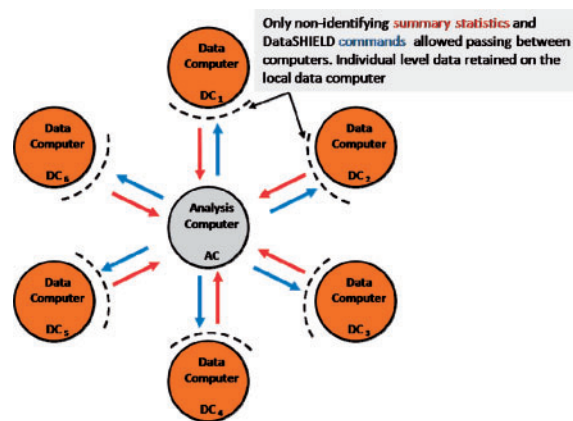 Only non-identifying summary statistics and
DataSHIELD commands allowed passing between
computers. Individual level data retained on the
local data computer
Data
Computer
DC1
Data
Computer
DC2
Data
Computer
DC3
Data
Computer
DC4
Data
Computer
DC5
Data
Computer
DC6
Analysis
Computer
AC